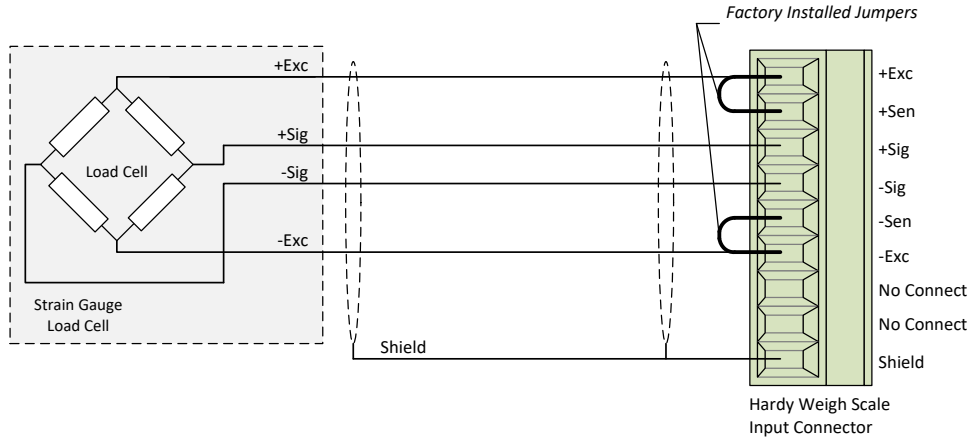 Factory Installed Jumpers
+Exc
+Sig
-Sig
-Exc
Load Cell
Strain Gauge
Load Cell
Shield
+Exc
+Sen
+Sig
-Sig
-Sen
-Exc
No Connect
No Connect
Shield
Hardy Weigh Scale
Input Connector